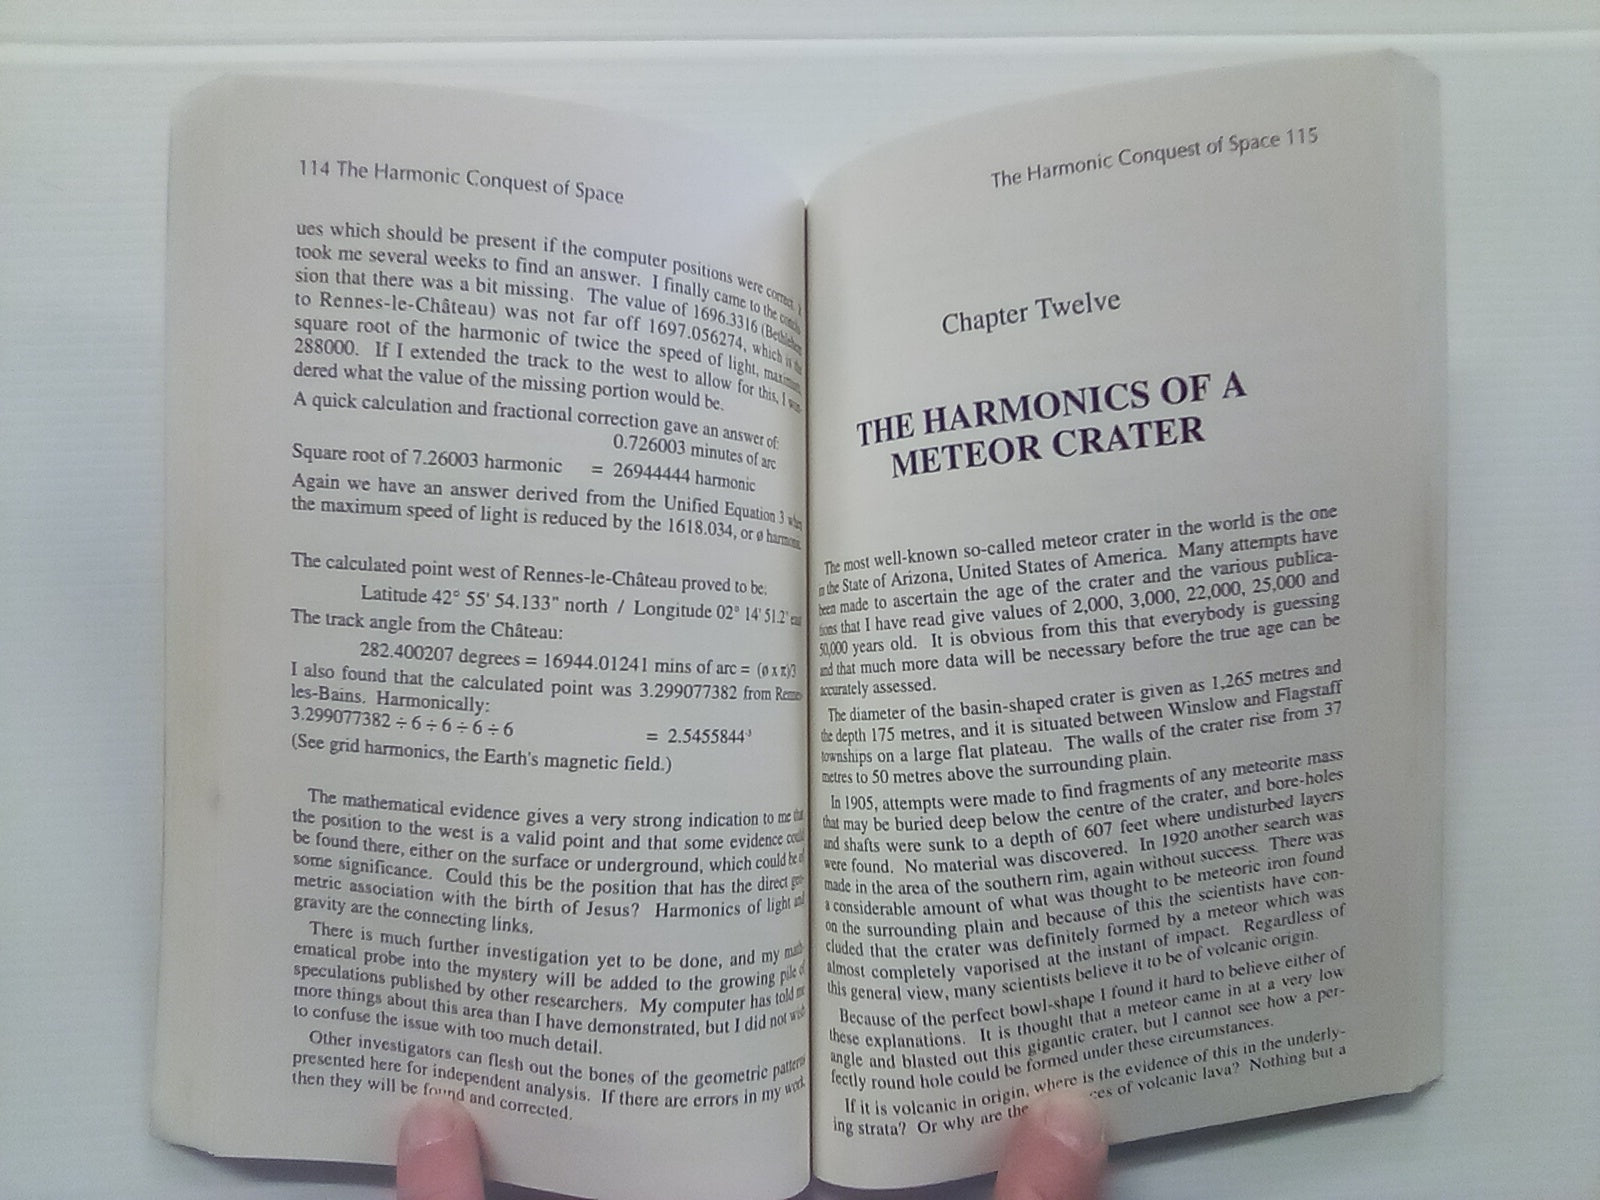 114 The Harmonic Conquest of Space
ues which should be present if the computer positions were correct.
took me several weeks to find an answer. I finally came to the conclu-
sion that there was a bit missing. The value of 1696.3316 (Bethlehem
to Rennes-le-Château) was not far off 1697.056274, which is the
square root of the harmonic of twice the speed of light, maximum,
288000. If I extended the track to the west to allow for this, I won-
dered what the value of the missing portion would be.
A quick calculation and fractional correction gave an answer of:
0.726003 minutes of arc
Square root of 7.26003 harmonic = 26944444 harmonic
Again we have an answer derived from the Unified Equation 3 when
the maximum speed of light is reduced by the 1618.034, or ø harmonic.
The calculated point west of Rennes-le-Château proved to be:
Latitude 42° 55' 54.133" north / Longitude 02° 14' 51.2" east
The track angle from the Château:
282.400207 degrees = 16944.01241 mins of arc = (ø x π)/3
I also found that the calculated point was 3.299077382 from Rennes-
les-Bains. Harmonically:
3.299077382 ÷ 6 ÷ 6 ÷ 6 ÷ 6 = 2.5455844⁻³
(See grid harmonics, the Earth's magnetic field.)
The mathematical evidence gives a very strong indication to me that
the position to the west is a valid point and that some evidence could
be found there, either on the surface or underground, which could be of
some significance. Could this be the position that has the direct geo-
metric association with the birth of Jesus? Harmonics of light and
gravity are the connecting links.
There is much further investigation yet to be done, and my math-
ematical probe into the mystery will be added to the growing pile of
speculations published by other researchers. My computer has told me
more things about this area than I have demonstrated, but I did not wish
to confuse the issue with too much detail.
Other investigators can flesh out the bones of the geometric patterns
presented here for independent analysis. If there are errors in my work
then they will be found and corrected.
The Harmonic Conquest of Space 115
Chapter Twelve
THE HARMONICS OF A
METEOR CRATER
The most well-known so-called meteor crater in the world is the one
in the State of Arizona, United States of America. Many attempts have
been made to ascertain the age of the crater and the various publica-
tions that I have read give values of 2,000, 3,000, 22,000, 25,000 and
50,000 years old. It is obvious from this that everybody is guessing
and that much more data will be necessary before the true age can be
accurately assessed.
The diameter of the basin-shaped crater is given as 1,265 metres and
the depth 175 metres, and it is situated between Winslow and Flagstaff
townships on a large flat plateau. The walls of the crater rise from 37
metres to 50 metres above the surrounding plain.
In 1905, attempts were made to find fragments of any meteorite mass
that may be buried deep below the centre of the crater, and bore-holes
and shafts were sunk to a depth of 607 feet where undisturbed layers
were found. No material was discovered. In 1920 another search was
made in the area of the southern rim, again without success. There was
a considerable amount of what was thought to be meteoric iron found
on the surrounding plain and because of this the scientists have con-
cluded that the crater was definitely formed by a meteor which was
almost completely vaporised at the instant of impact. Regardless of
this general view, many scientists believe it to be of volcanic origin.
Because of the perfect bowl-shape I found it hard to believe either of
these explanations. It is thought that a meteor came in at a very low
angle and blasted out this gigantic crater, but I cannot see how a per-
fectly round hole could be formed under these circumstances.
If it is volcanic in origin, where is the evidence of this in the underly-
ing strata? Or why are the of volcanic lava? Nothing but a